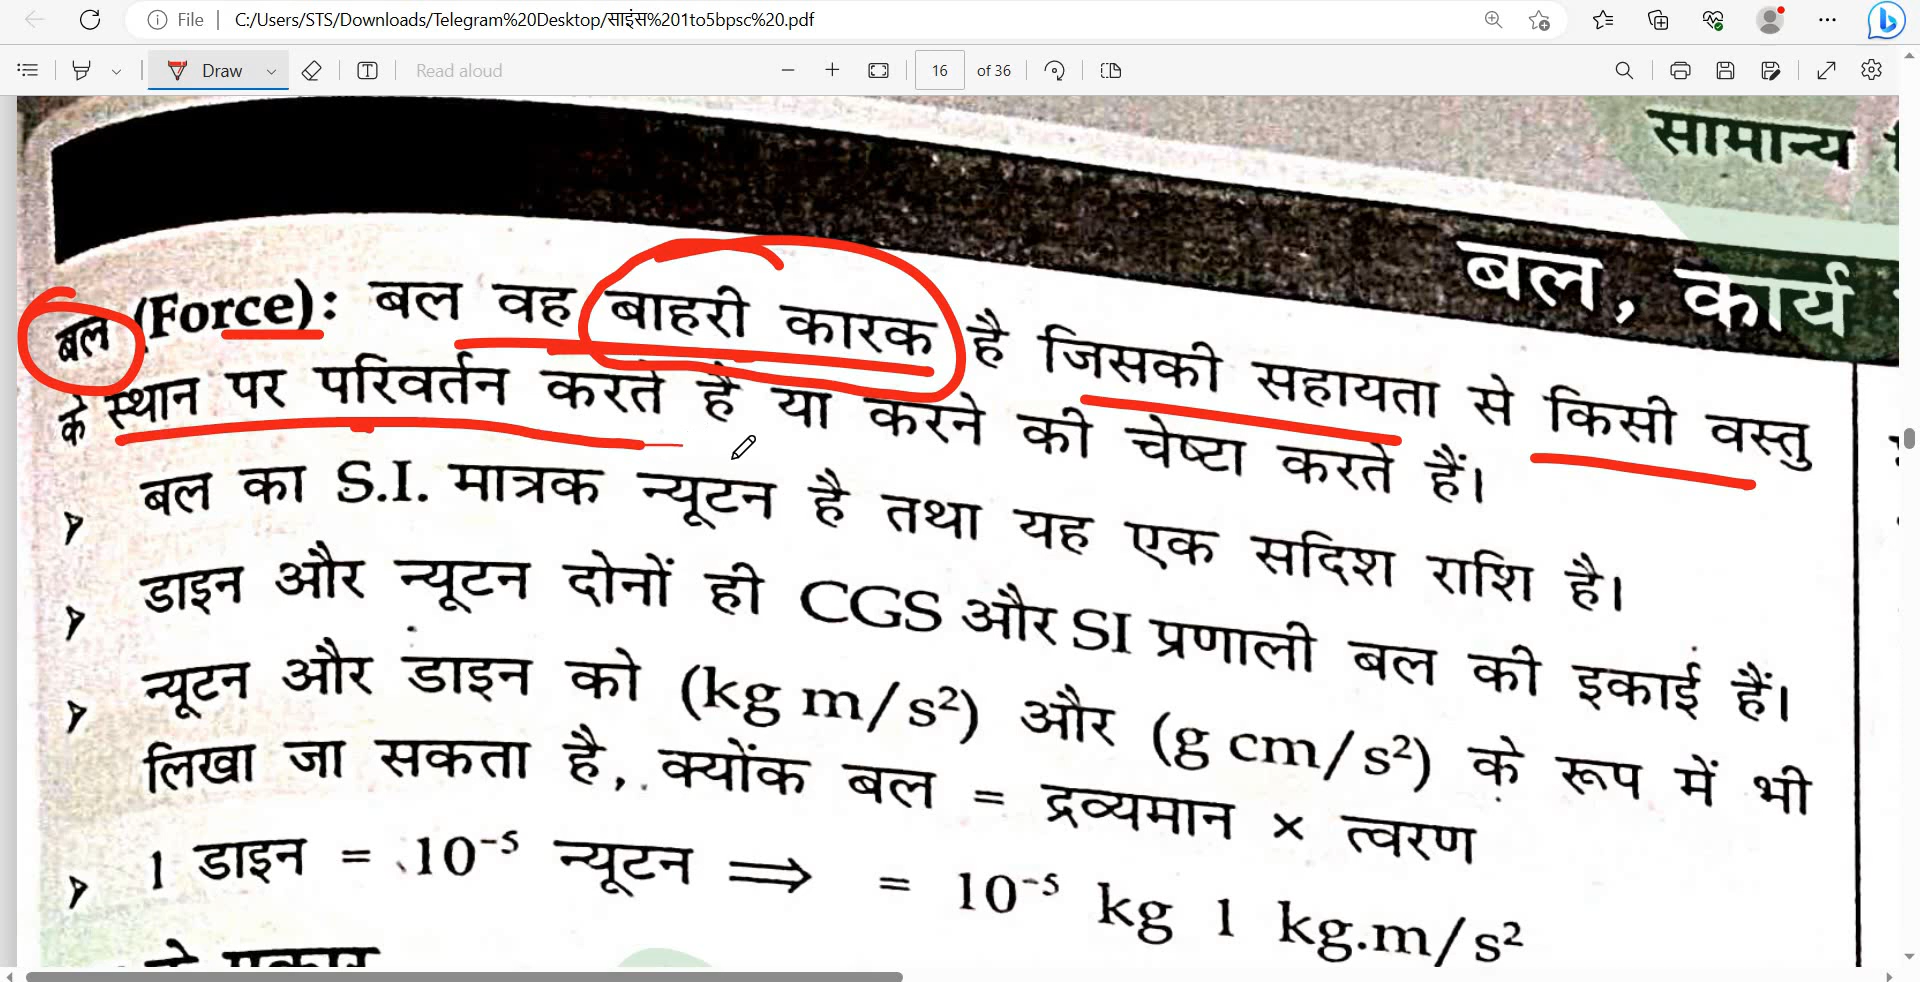 File C:/Users/STS/Downloads/Telegram%20Desktop/साइंस%201to5bpsc%20.pdf
Draw Read aloud 16 of 36
सामान्य
बल, कार्य
बल (Force): बल वह बाहरी कारक है जिसकी सहायता से किसी वस्तु
के स्थान पर परिवर्तन करते हैं या करने की चेष्टा करते हैं।
बल का S.I. मात्रक न्यूटन है तथा यह एक सदिश राशि है।
डाइन और न्यूटन दोनों ही CGS और SI प्रणाली बल की इकाई हैं।
न्यूटन और डाइन को (kg m/s²) और (g cm/s²) के रूप में भी
लिखा जा सकता है, क्योंक बल = द्रव्यमान × त्वरण
1 डाइन = 10⁻⁵ न्यूटन ⟹ = 10⁻⁵ kg 1 kg.m/s²